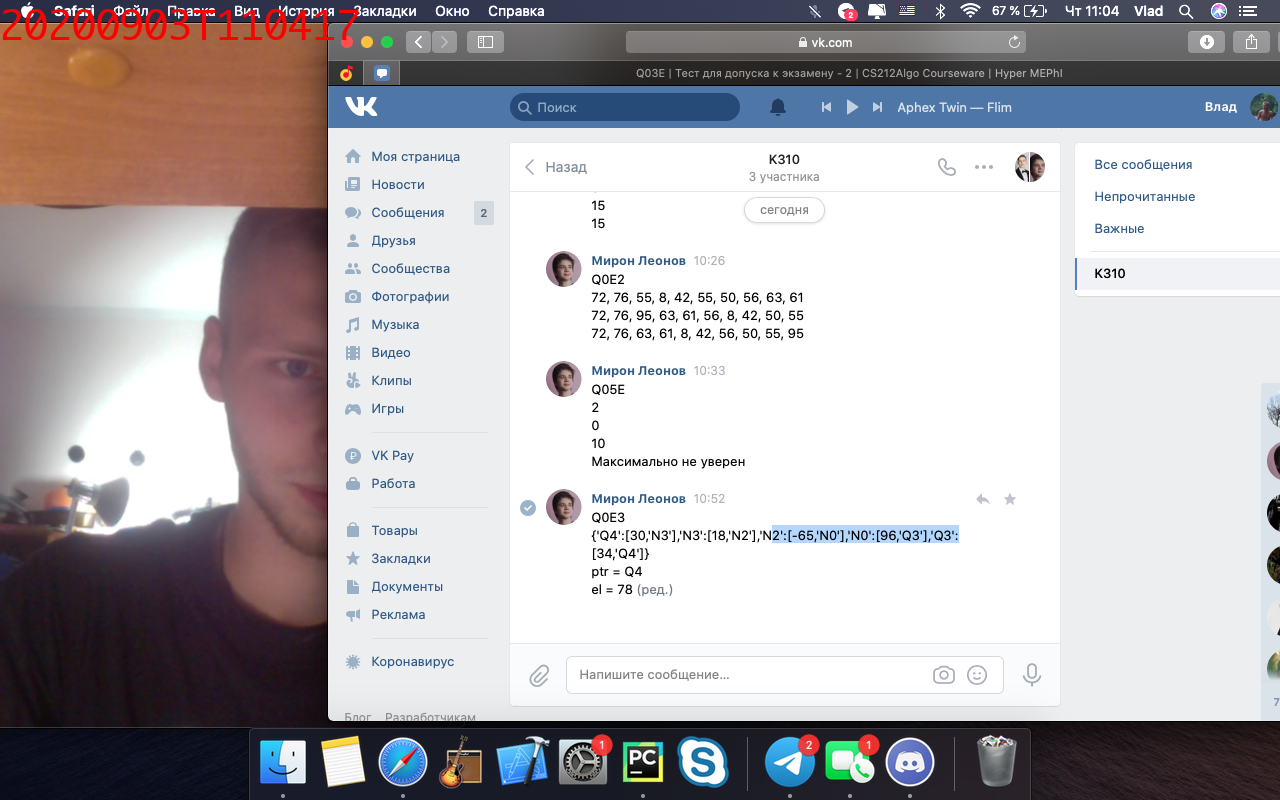 20200903T110417
Safari Файл Правка Вид История Закладки Окно Справка
2
67 % Чт 11:04 Vlad
vk.com
Q03E | Тест для допуска к экзамену - 2 | CS212Algo Courseware | Hyper MEPhI
Поиск
Aphex Twin — Flim
Влад
Моя страница
Новости
Сообщения 2
Друзья
Сообщества
Фотографии
Музыка
Видео
Клипы
Игры
VK Pay
Работа
Товары
Закладки
Документы
Реклама
Коронавирус
Блог Разработчикам
Назад
К310
3 участника
сегодня
15
15
Мирон Леонов 10:26
Q0E2
72, 76, 55, 8, 42, 55, 50, 56, 63, 61
72, 76, 95, 63, 61, 56, 8, 42, 50, 55
72, 76, 63, 61, 8, 42, 56, 50, 55, 95
Мирон Леонов 10:33
Q05E
2
0
10
Максимально не уверен
Мирон Леонов 10:52
Q0E3
{'Q4':[30,'N3'],'N3':[18,'N2'],'N2':[-65,'N0'],'N0':[96,'Q3'],'Q3':
[34,'Q4']}
ptr = Q4
el = 78 (ред.)
Напишите сообщение...
Все сообщения
Непрочитанные
Важные
К310
7
1
PC
2
1